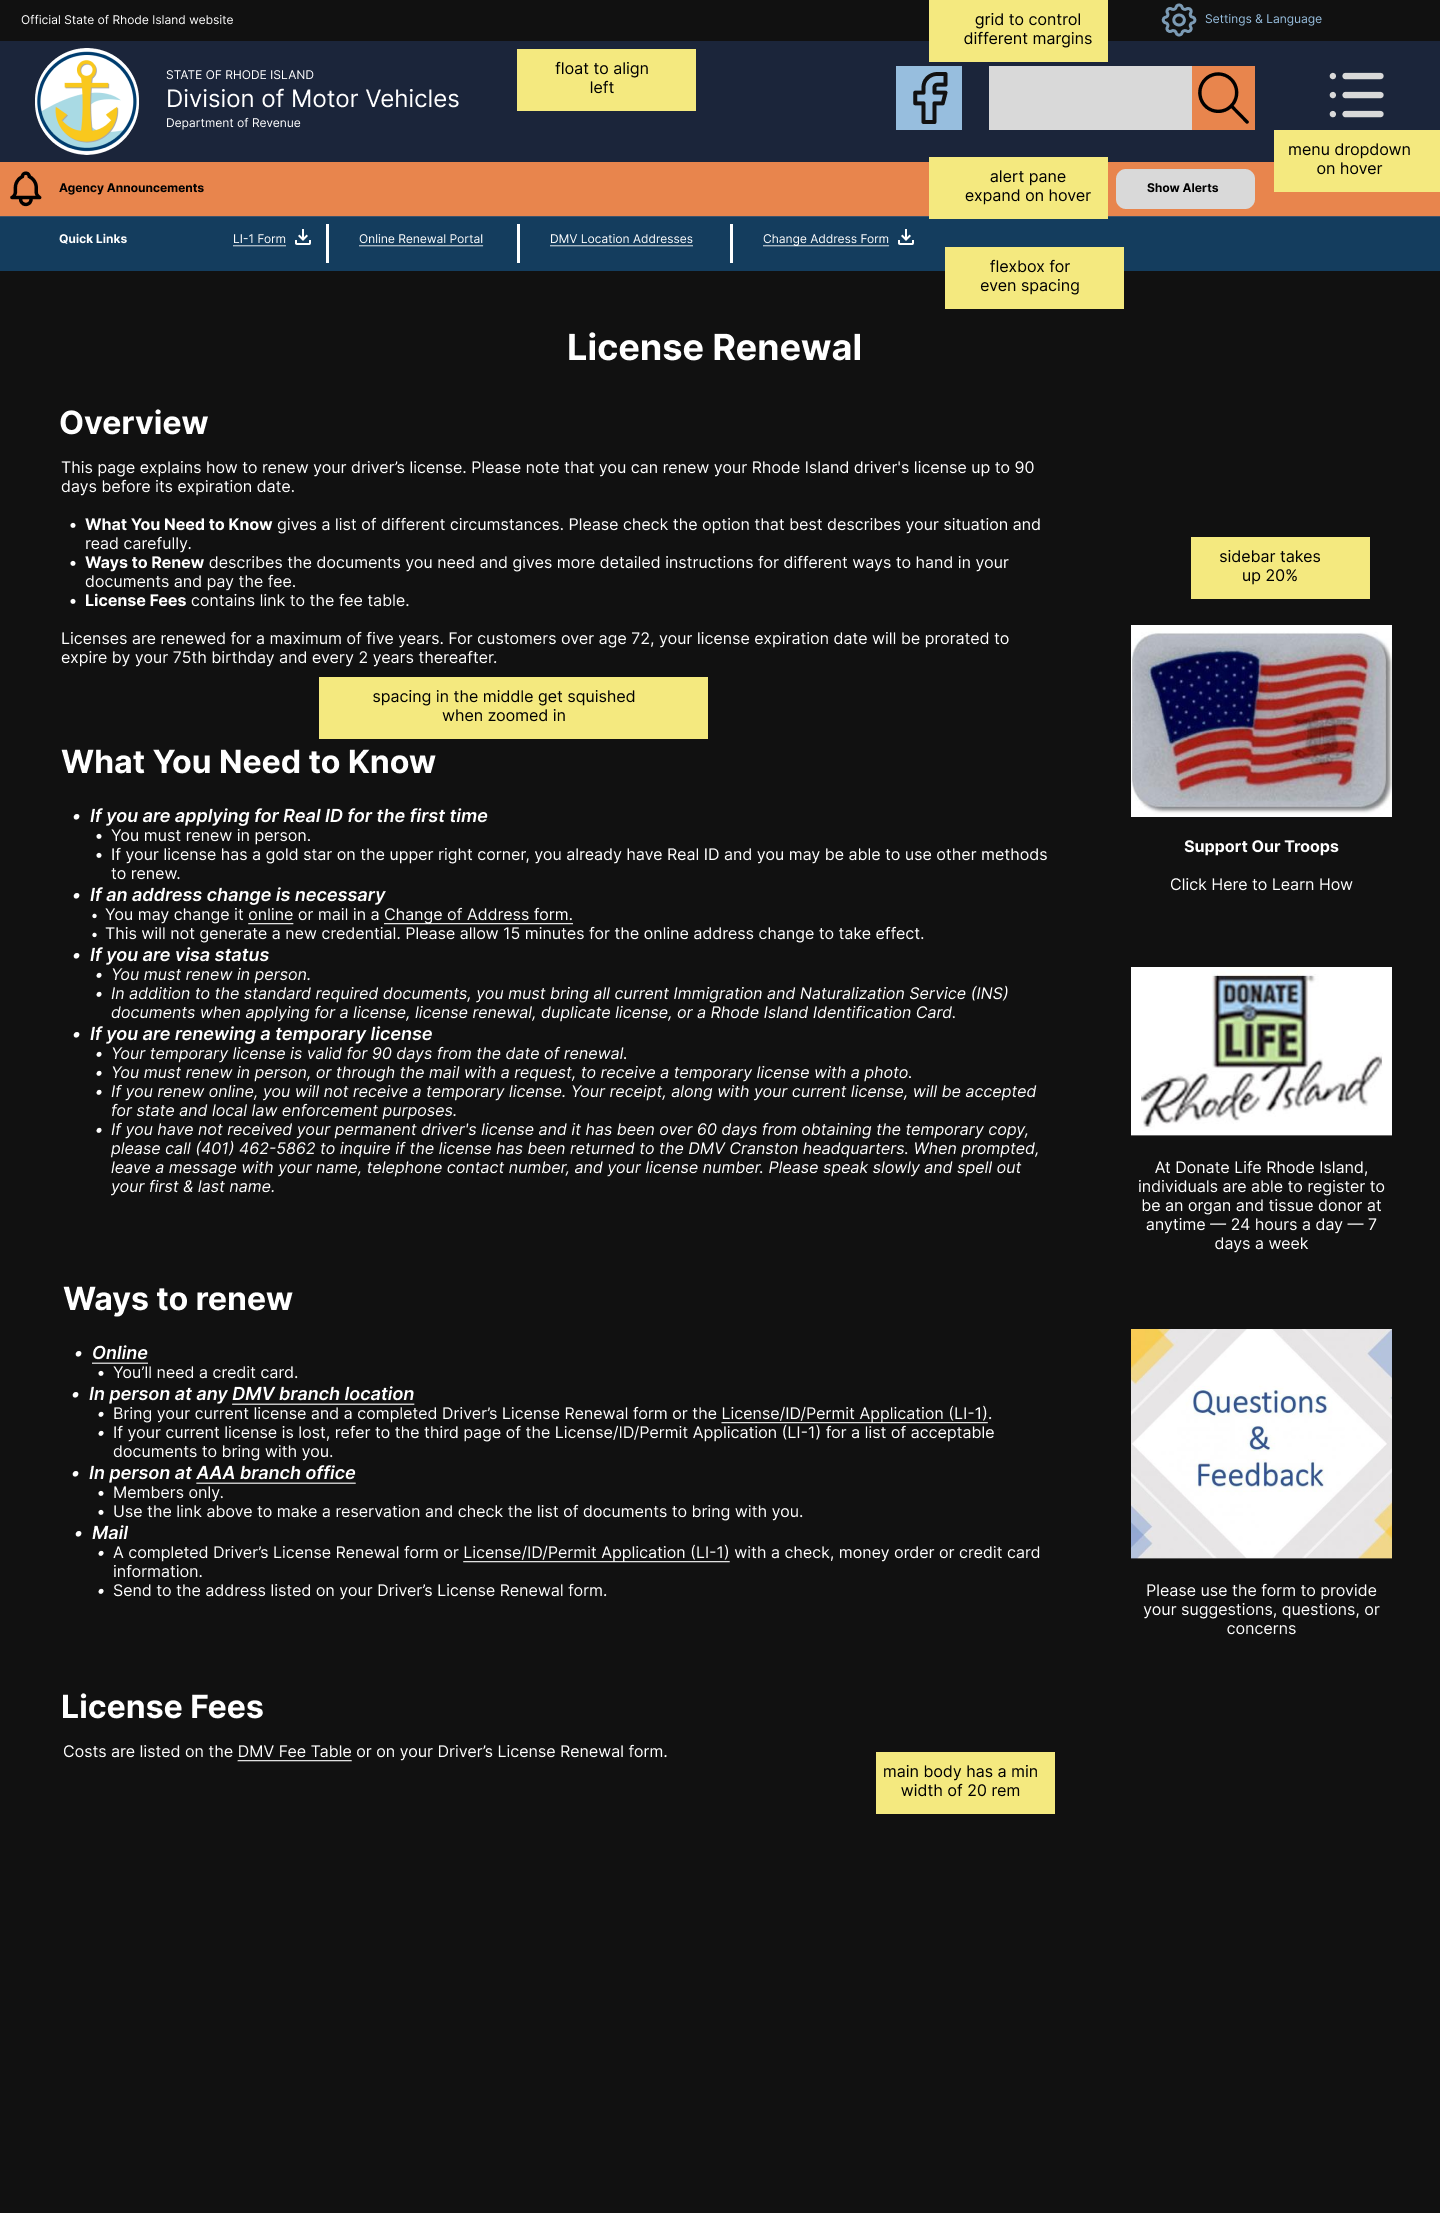 Official State of Rhode Island website
grid to control
different margins
Settings & Language
STATE OF RHODE ISLAND
Division of Motor Vehicles
Department of Revenue
float to align
left
menu dropdown
on hover
Agency Announcements
alert pane
expand on hover
Show Alerts
Quick Links
LI-1 Form
Online Renewal Portal
DMV Location Addresses
Change Address Form
flexbox for
even spacing
License Renewal
Overview
This page explains how to renew your driver’s license. Please note that you can renew your Rhode Island driver's license up to 90
days before its expiration date.
• What You Need to Know gives a list of different circumstances. Please check the option that best describes your situation and
read carefully.
• Ways to Renew describes the documents you need and gives more detailed instructions for different ways to hand in your
documents and pay the fee.
• License Fees contains link to the fee table.
Licenses are renewed for a maximum of five years. For customers over age 72, your license expiration date will be prorated to
expire by your 75th birthday and every 2 years thereafter.
spacing in the middle get squished
when zoomed in
What You Need to Know
• If you are applying for Real ID for the first time
• You must renew in person.
• If your license has a gold star on the upper right corner, you already have Real ID and you may be able to use other methods
to renew.
• If an address change is necessary
• You may change it online or mail in a Change of Address form.
• This will not generate a new credential. Please allow 15 minutes for the online address change to take effect.
• If you are visa status
• You must renew in person.
• In addition to the standard required documents, you must bring all current Immigration and Naturalization Service (INS)
documents when applying for a license, license renewal, duplicate license, or a Rhode Island Identification Card.
• If you are renewing a temporary license
• Your temporary license is valid for 90 days from the date of renewal.
• You must renew in person, or through the mail with a request, to receive a temporary license with a photo.
• If you renew online, you will not receive a temporary license. Your receipt, along with your current license, will be accepted
for state and local law enforcement purposes.
• If you have not received your permanent driver's license and it has been over 60 days from obtaining the temporary copy,
please call (401) 462-5862 to inquire if the license has been returned to the DMV Cranston headquarters. When prompted,
leave a message with your name, telephone contact number, and your license number. Please speak slowly and spell out
your first & last name.
Ways to renew
• Online
• You’ll need a credit card.
• In person at any DMV branch location
• Bring your current license and a completed Driver’s License Renewal form or the License/ID/Permit Application (LI-1).
• If your current license is lost, refer to the third page of the License/ID/Permit Application (LI-1) for a list of acceptable
documents to bring with you.
• In person at AAA branch office
• Members only.
• Use the link above to make a reservation and check the list of documents to bring with you.
• Mail
• A completed Driver’s License Renewal form or License/ID/Permit Application (LI-1) with a check, money order or credit card
information.
• Send to the address listed on your Driver’s License Renewal form.
License Fees
Costs are listed on the DMV Fee Table or on your Driver’s License Renewal form.
main body has a min
width of 20 rem
sidebar takes
up 20%
Support Our Troops
Click Here to Learn How
DONATE
LIFE
Rhode Island
At Donate Life Rhode Island,
individuals are able to register to
be an organ and tissue donor at
anytime — 24 hours a day — 7
days a week
Questions
&
Feedback
Please use the form to provide
your suggestions, questions, or
concerns